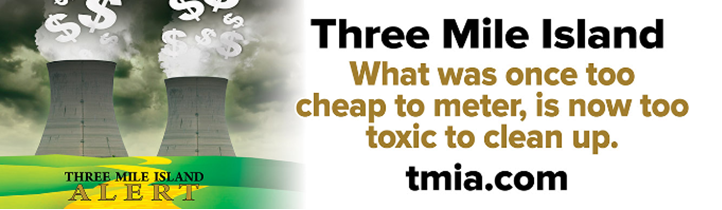 Three Mile Island
What was once too
cheap to meter, is now too
toxic to clean up.
tmia.com
THREE MILE ISLAND
ALERT
$ $ $
$ $ $ $